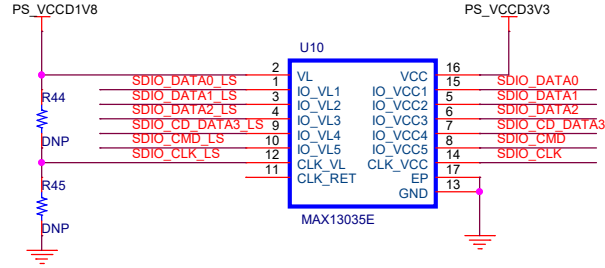 PS_VCCD1V8
PS_VCCD3V3
U10
2 VL VCC 16
SDIO_DATA0_LS 1 IO_VL1 IO_VCC1 15 SDIO_DATA0
SDIO_DATA1_LS 3 IO_VL2 IO_VCC2 5 SDIO_DATA1
SDIO_DATA2_LS 4 IO_VL3 IO_VCC3 6 SDIO_DATA2
SDIO_CD_DATA3_LS 9 IO_VL4 IO_VCC4 7 SDIO_CD_DATA3
SDIO_CMD_LS 10 IO_VL5 IO_VCC5 8 SDIO_CMD
SDIO_CLK_LS 12 CLK_VL CLK_VCC 14 SDIO_CLK
11 CLK_RET EP 17
GND 13
R44
DNP
R45
DNP
MAX13035E